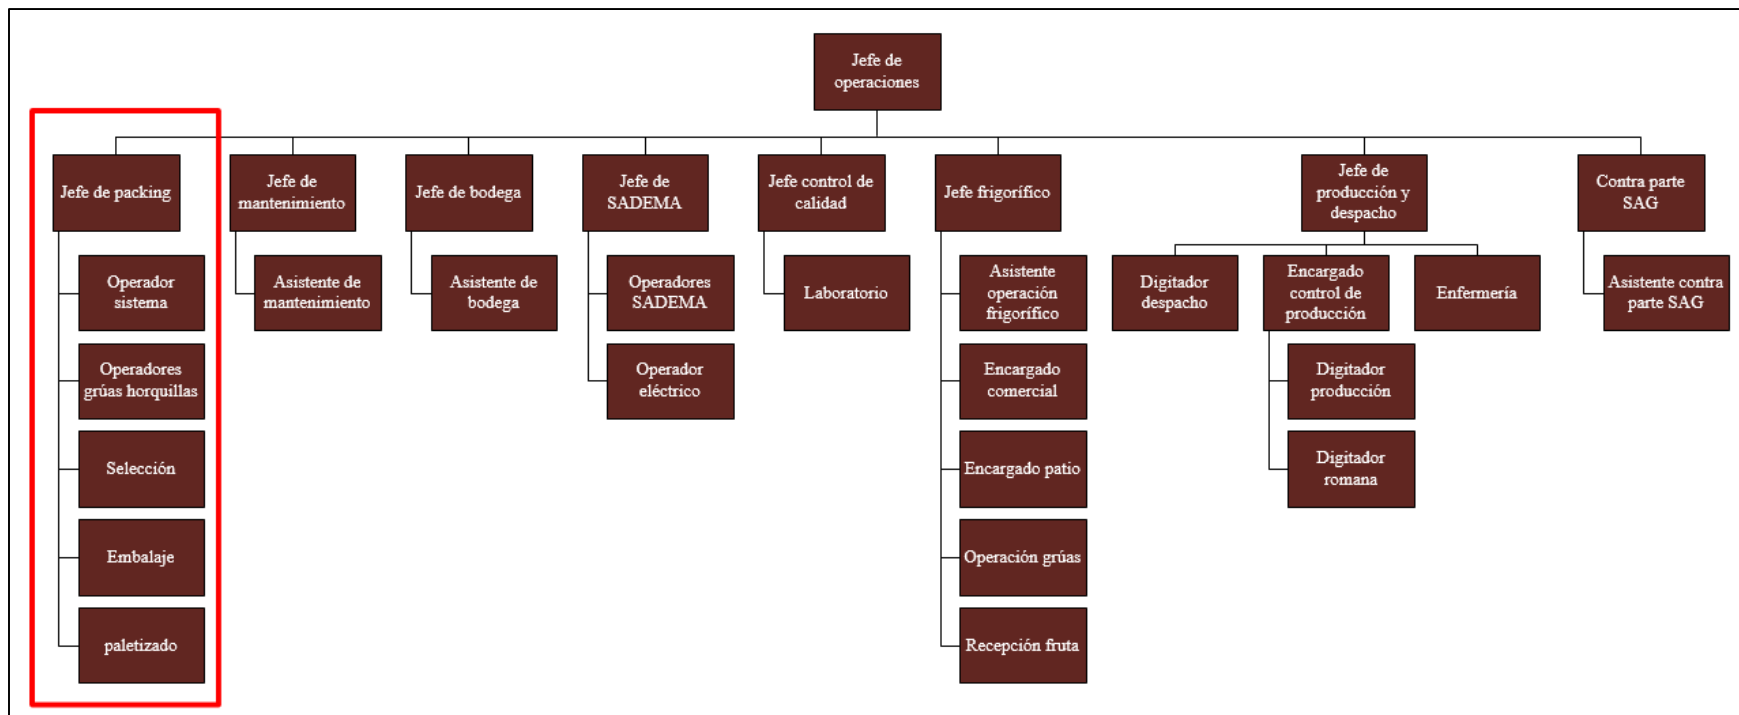 Jefe de
operaciones
Jefe de packing
Jefe de
mantenimiento
Jefe de bodega
Jefe de
SADEMA
Jefe control de
calidad
Jefe frigorífico
Jefe de
producción y
despacho
Contra parte
SAG
Operador
sistema
Operadores
grúas horquillas
Selección
Embalaje
paletizado
Asistente de
mantenimiento
Asistente de
bodega
Operadores
SADEMA
Operador
eléctrico
Laboratorio
Asistente
operación
frigorífico
Encargado
comercial
Encargado patio
Operación grúas
Recepción fruta
Digitador
despacho
Encargado
control de
producción
Digitador
producción
Digitador
romana
Enfermería
Asistente contra
parte SAG